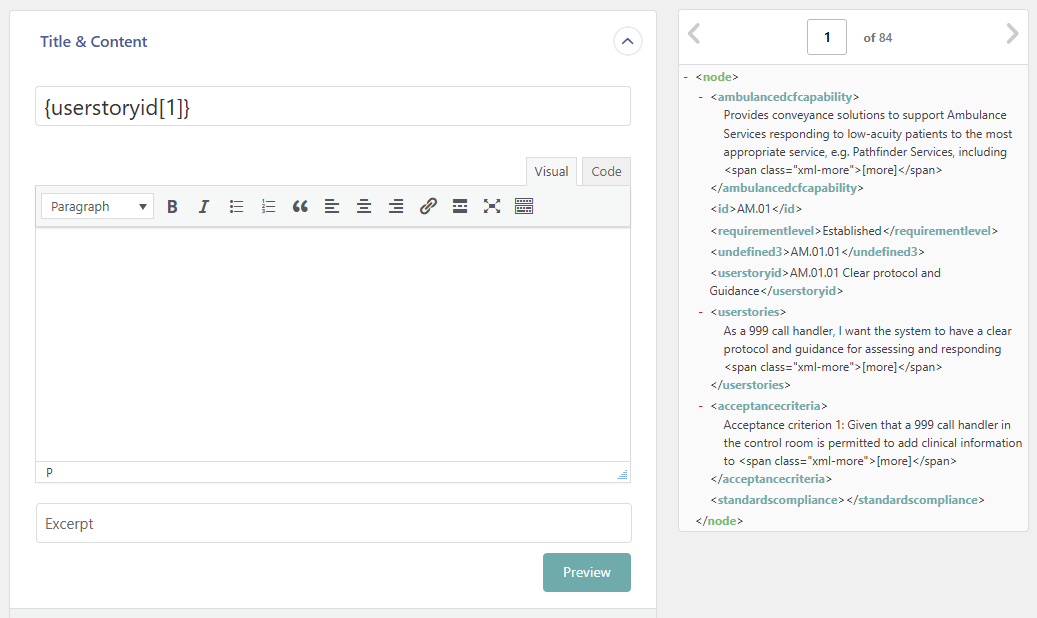 Title & Content
{userstoryid[1]}
Visual
Code
Paragraph
B
I
P
Excerpt
Preview
1
of 84
- <node>
- <ambulancedcfcapability>
Provides conveyance solutions to support Ambulance
Services responding to low-acuity patients to the most
appropriate service, e.g. Pathfinder Services, including
<span class="xml-more">[more]</span>
</ambulancedcfcapability>
<id>AM.01</id>
<requirementlevel>Established</requirementlevel>
<undefined3>AM.01.01</undefined3>
<userstoryid>AM.01.01 Clear protocol and
Guidance</userstoryid>
- <userstories>
As a 999 call handler, I want the system to have a clear
protocol and guidance for assessing and responding
<span class="xml-more">[more]</span>
</userstories>
- <acceptancecriteria>
Acceptance criterion 1: Given that a 999 call handler in
the control room is permitted to add clinical information
to <span class="xml-more">[more]</span>
</acceptancecriteria>
<standardscompliance></standardscompliance>
</node>